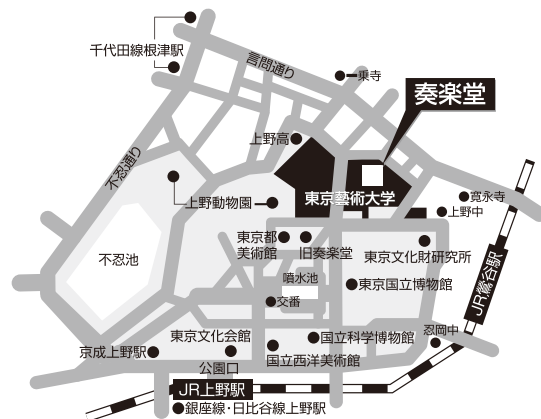 千代田線根津駅
言問通り
一乗寺
奏楽堂
上野高
不忍通り
上野動物園
東京藝術大学
寛永寺
上野中
東京都
美術館
旧奏楽堂
東京文化財研究所
不忍池
噴水池
東京国立博物館
JR鶯谷駅
交番
東京文化会館
国立科学博物館
忍岡中
京成上野駅
公園口
国立西洋美術館
JR上野駅
銀座線・日比谷線上野駅